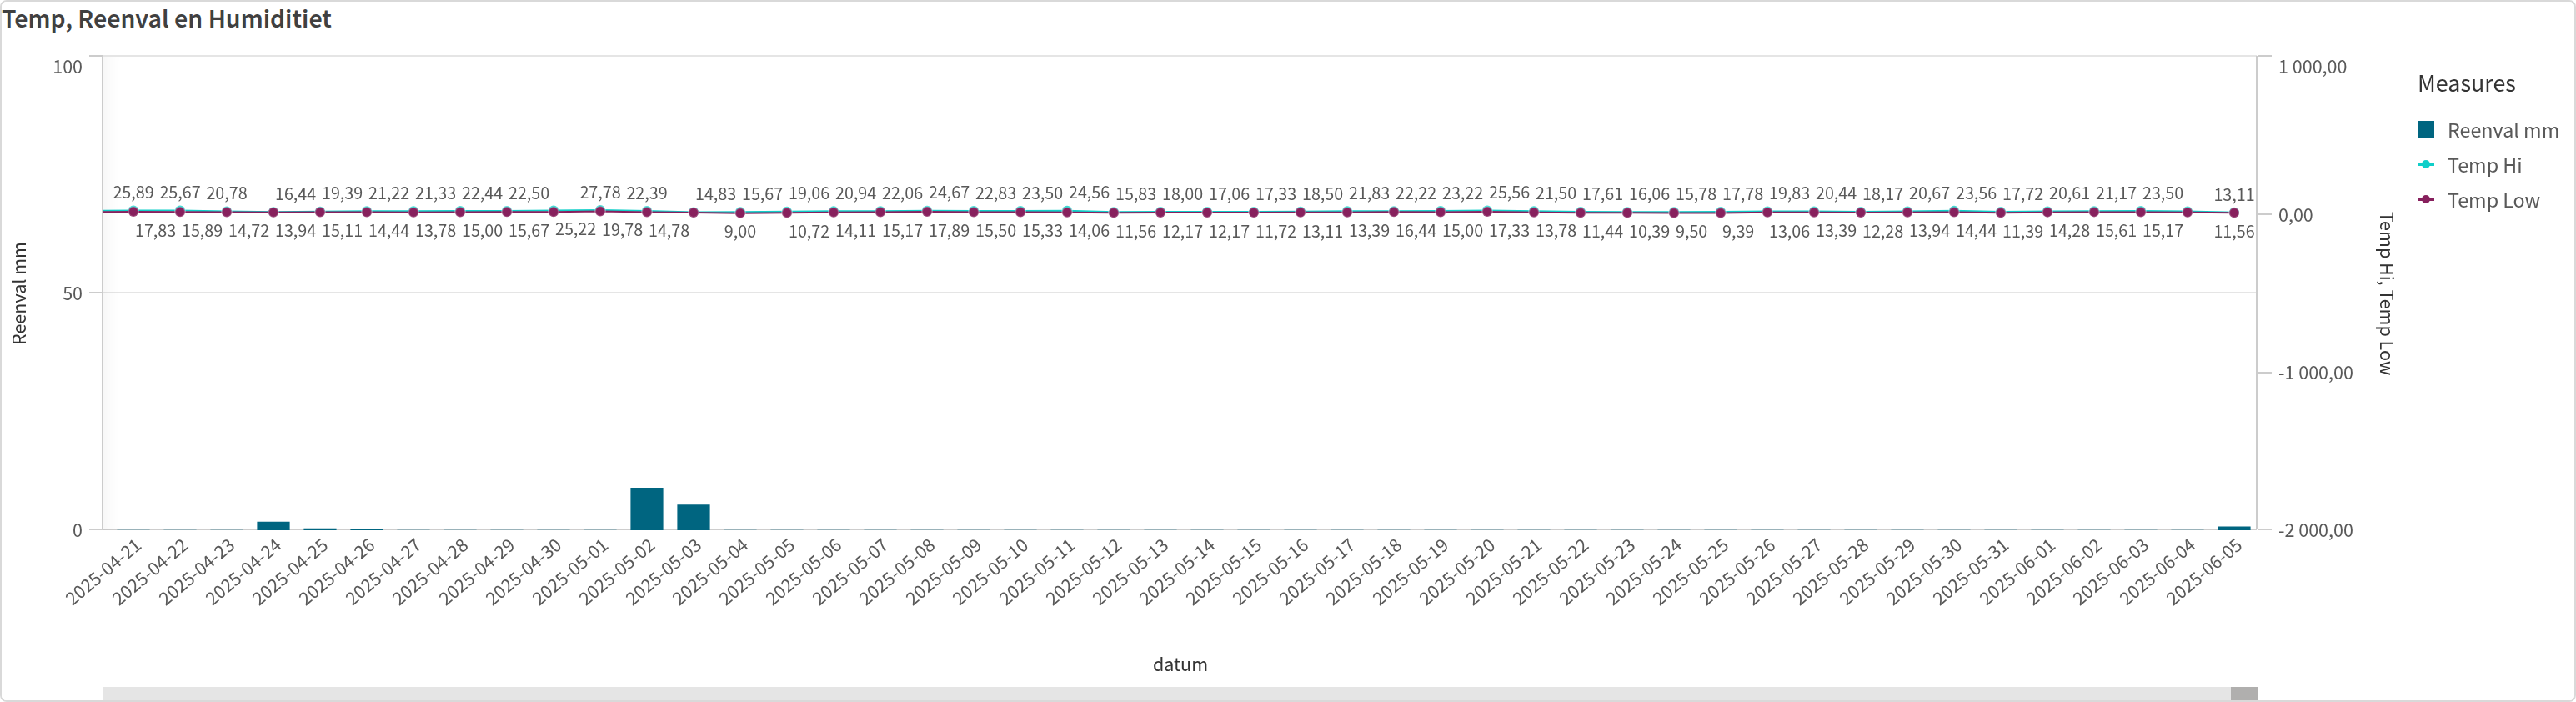 Temp, Reenval en Humiditiet
100
50
0
Reenval mm
25,89 25,67 20,78 16,44 19,39 21,22 21,33 22,44 22,50 27,78 22,39 14,83 15,67 19,06 20,94 22,06 24,67 22,83 23,50 24,56 15,83 18,00 17,06 17,33 18,50 21,83 22,22 23,22 25,56 21,50 17,61 16,06 15,78 17,78 19,83 20,44 18,17 20,67 23,56 17,72 20,61 21,17 23,50 13,11
17,83 15,89 14,72 13,94 15,11 14,44 13,78 15,00 15,67 25,22 19,78 14,78 9,00 10,72 14,11 15,17 17,89 15,50 15,33 14,06 11,56 12,17 12,17 11,72 13,11 13,39 16,44 15,00 17,33 13,78 11,44 10,39 9,50 9,39 13,06 13,39 12,28 13,94 14,44 11,39 14,28 15,61 15,17 11,56
2025-04-21 2025-04-22 2025-04-23 2025-04-24 2025-04-25 2025-04-26 2025-04-27 2025-04-28 2025-04-29 2025-04-30 2025-05-01 2025-05-02 2025-05-03 2025-05-04 2025-05-05 2025-05-06 2025-05-07 2025-05-08 2025-05-09 2025-05-10 2025-05-11 2025-05-12 2025-05-13 2025-05-14 2025-05-15 2025-05-16 2025-05-17 2025-05-18 2025-05-19 2025-05-20 2025-05-21 2025-05-22 2025-05-23 2025-05-24 2025-05-25 2025-05-26 2025-05-27 2025-05-28 2025-05-29 2025-05-30 2025-05-31 2025-06-01 2025-06-02 2025-06-03 2025-06-04 2025-06-05
datum
1 000,00
0,00
-1 000,00
-2 000,00
Temp Hi, Temp Low
Measures
Reenval mm
Temp Hi
Temp Low